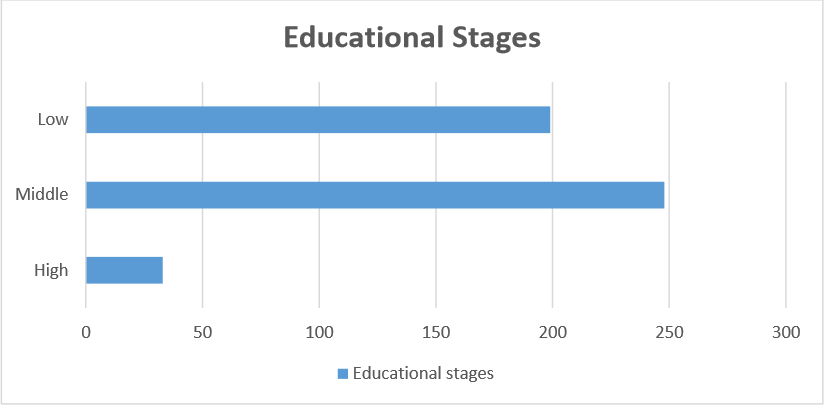 Educational Stages
Low
Middle
High
0 50 100 150 200 250 300
Educational stages